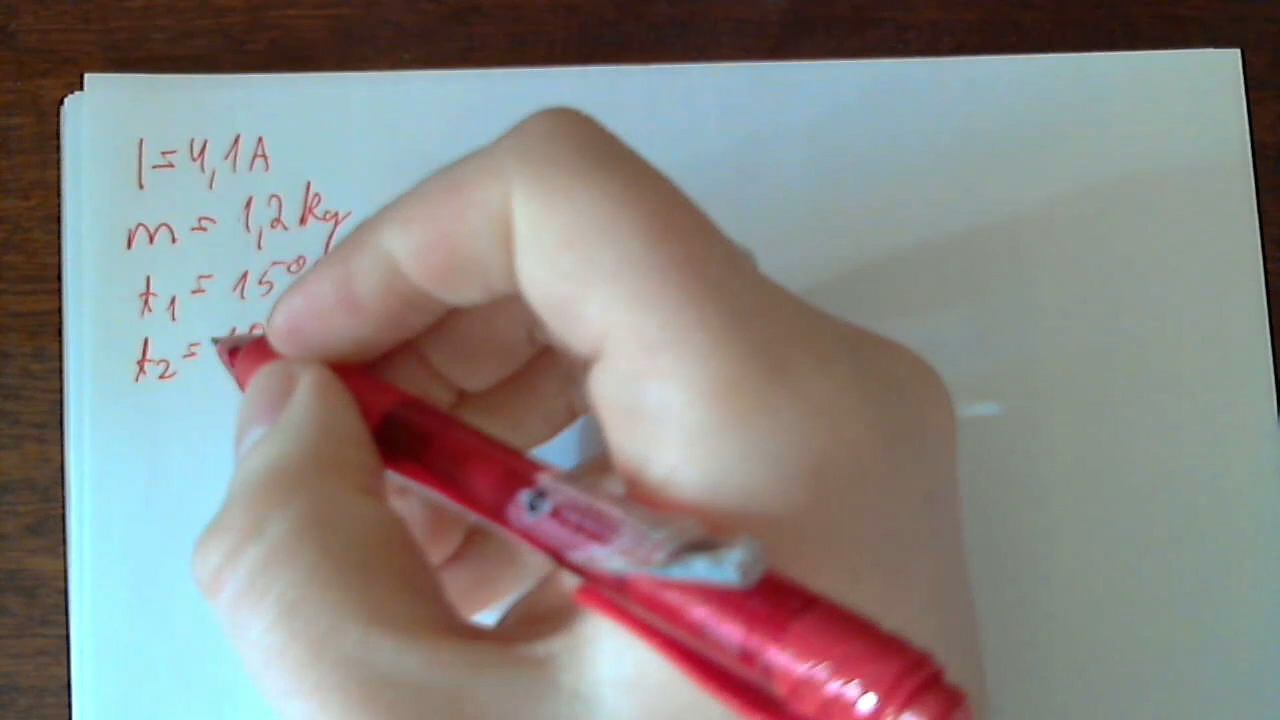 I = 4,1A
m = 1,2 kg
t₁ = 15°
t₂ =